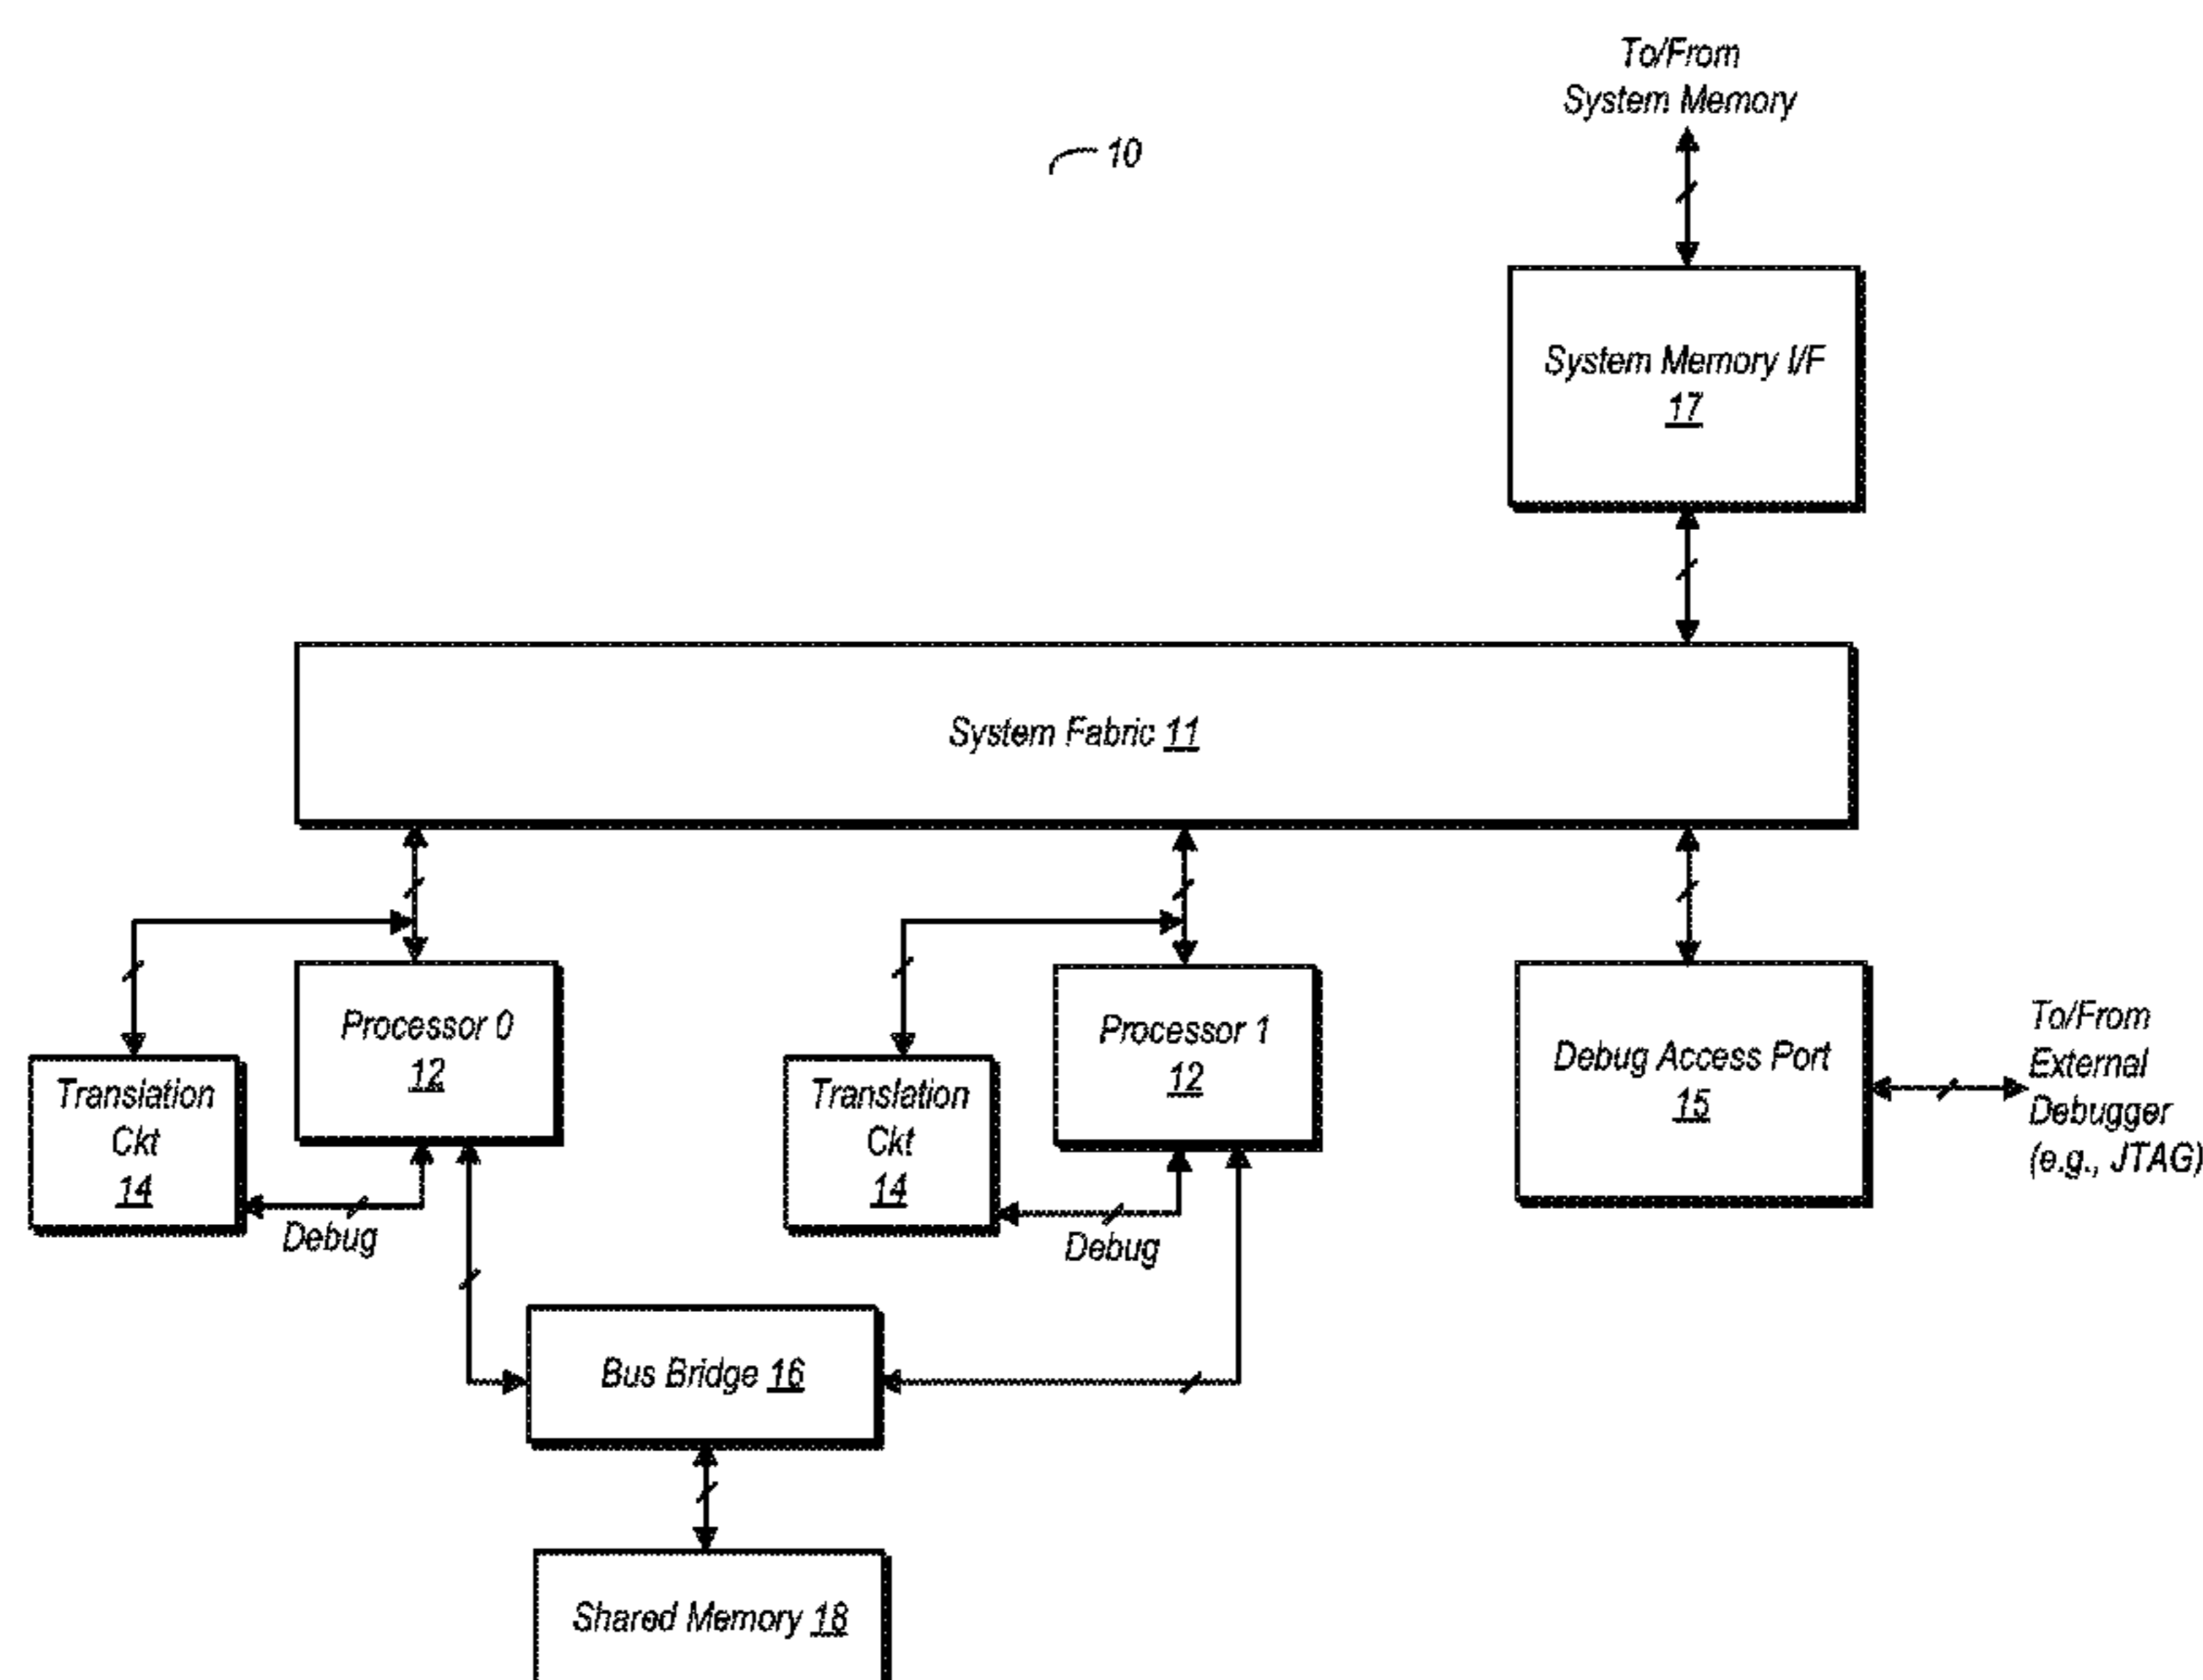 To/From
System Memory
10
System Memory I/F
17
System Fabric 11
Processor 0
12
Translation
Ckt
14
Debug
Processor 1
12
Translation
Ckt
14
Debug
Debug Access Port
15
To/From
External
Debugger
(e.g., JTAG)
Bus Bridge 16
Shared Memory 18